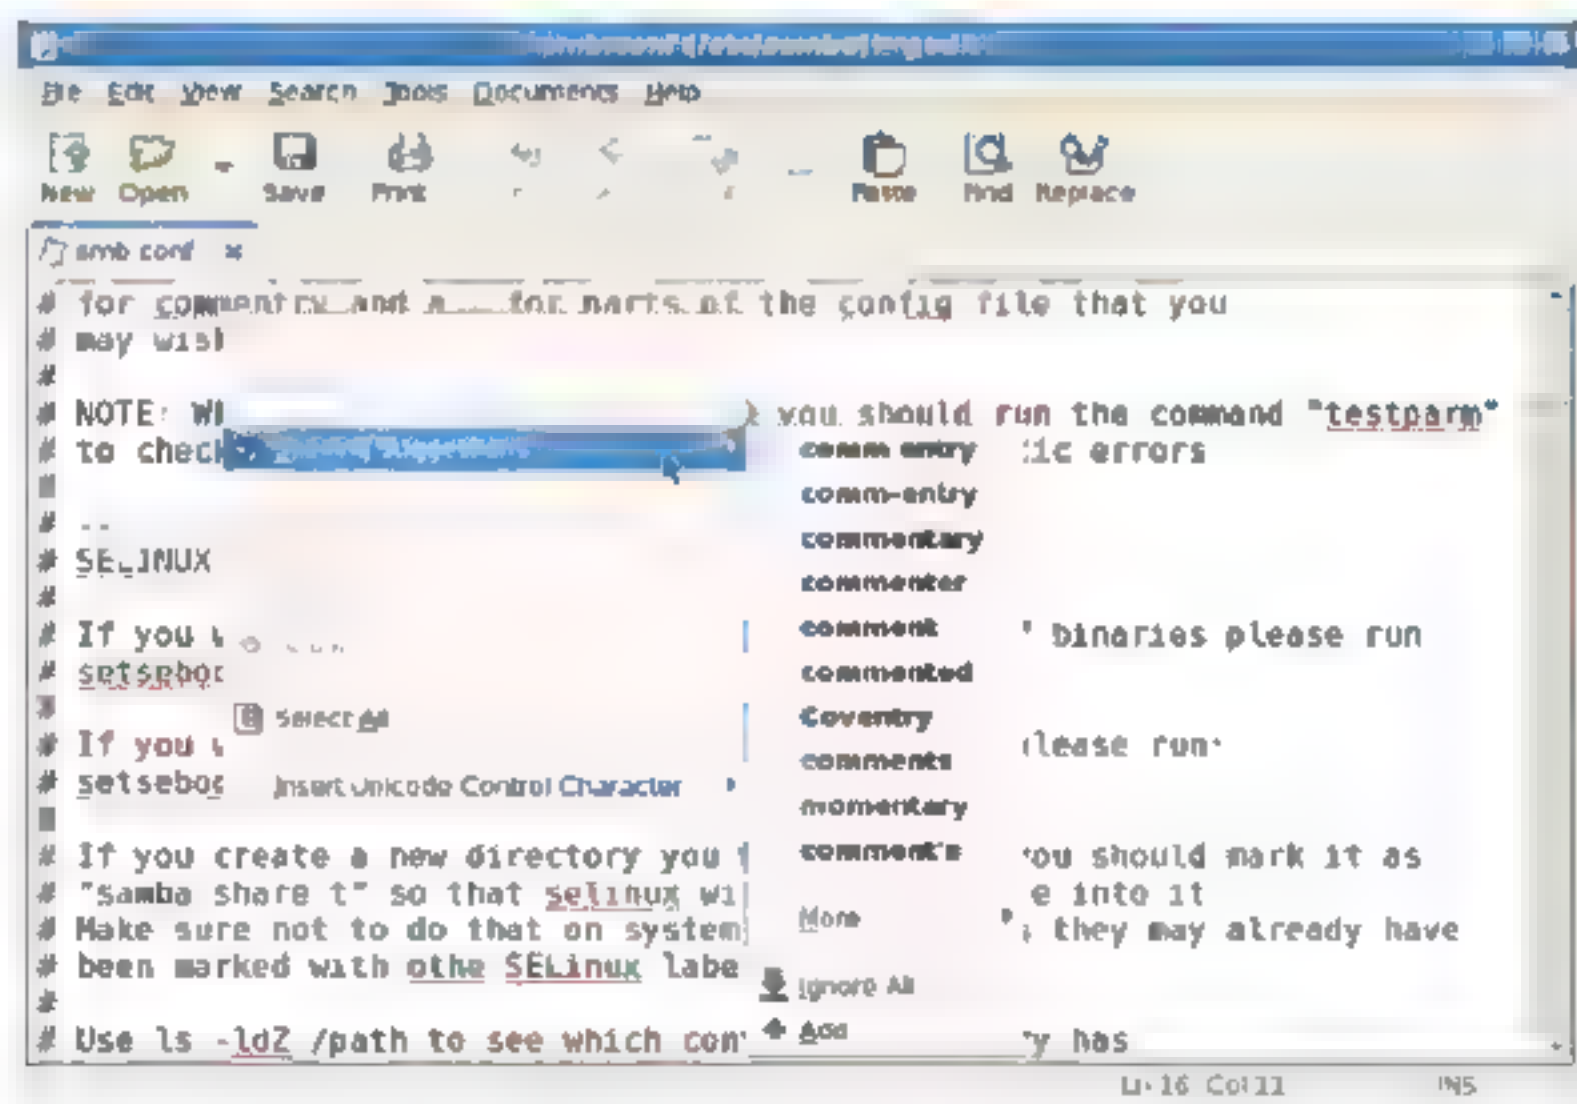 File Edit View Search Tools Documents Help
New Open Save Print Paste Find Replace
smb.conf
# for commentry and a for parts of the config file that you
# may wish
#
# NOTE: Wh you should run the command "testparm"
# to check errors
#
# --
# SELINUX
#
# If you binaries please run
# setseboo
#
# If you please run:
# setseboo
#
# If you create a new directory you should mark it as
# "samba share t" so that selinux wi into it
# Make sure not to do that on system they may already have
# been marked with othe SELinux labe
#
# Use ls -ldZ /path to see which con has
Select All
Insert Unicode Control Character
comm entry
comm-entry
commentary
commenter
comment
commented
Coventry
comments
momentary
comment's
More
Ignore All
Add
Ln 16 Col 11 INS